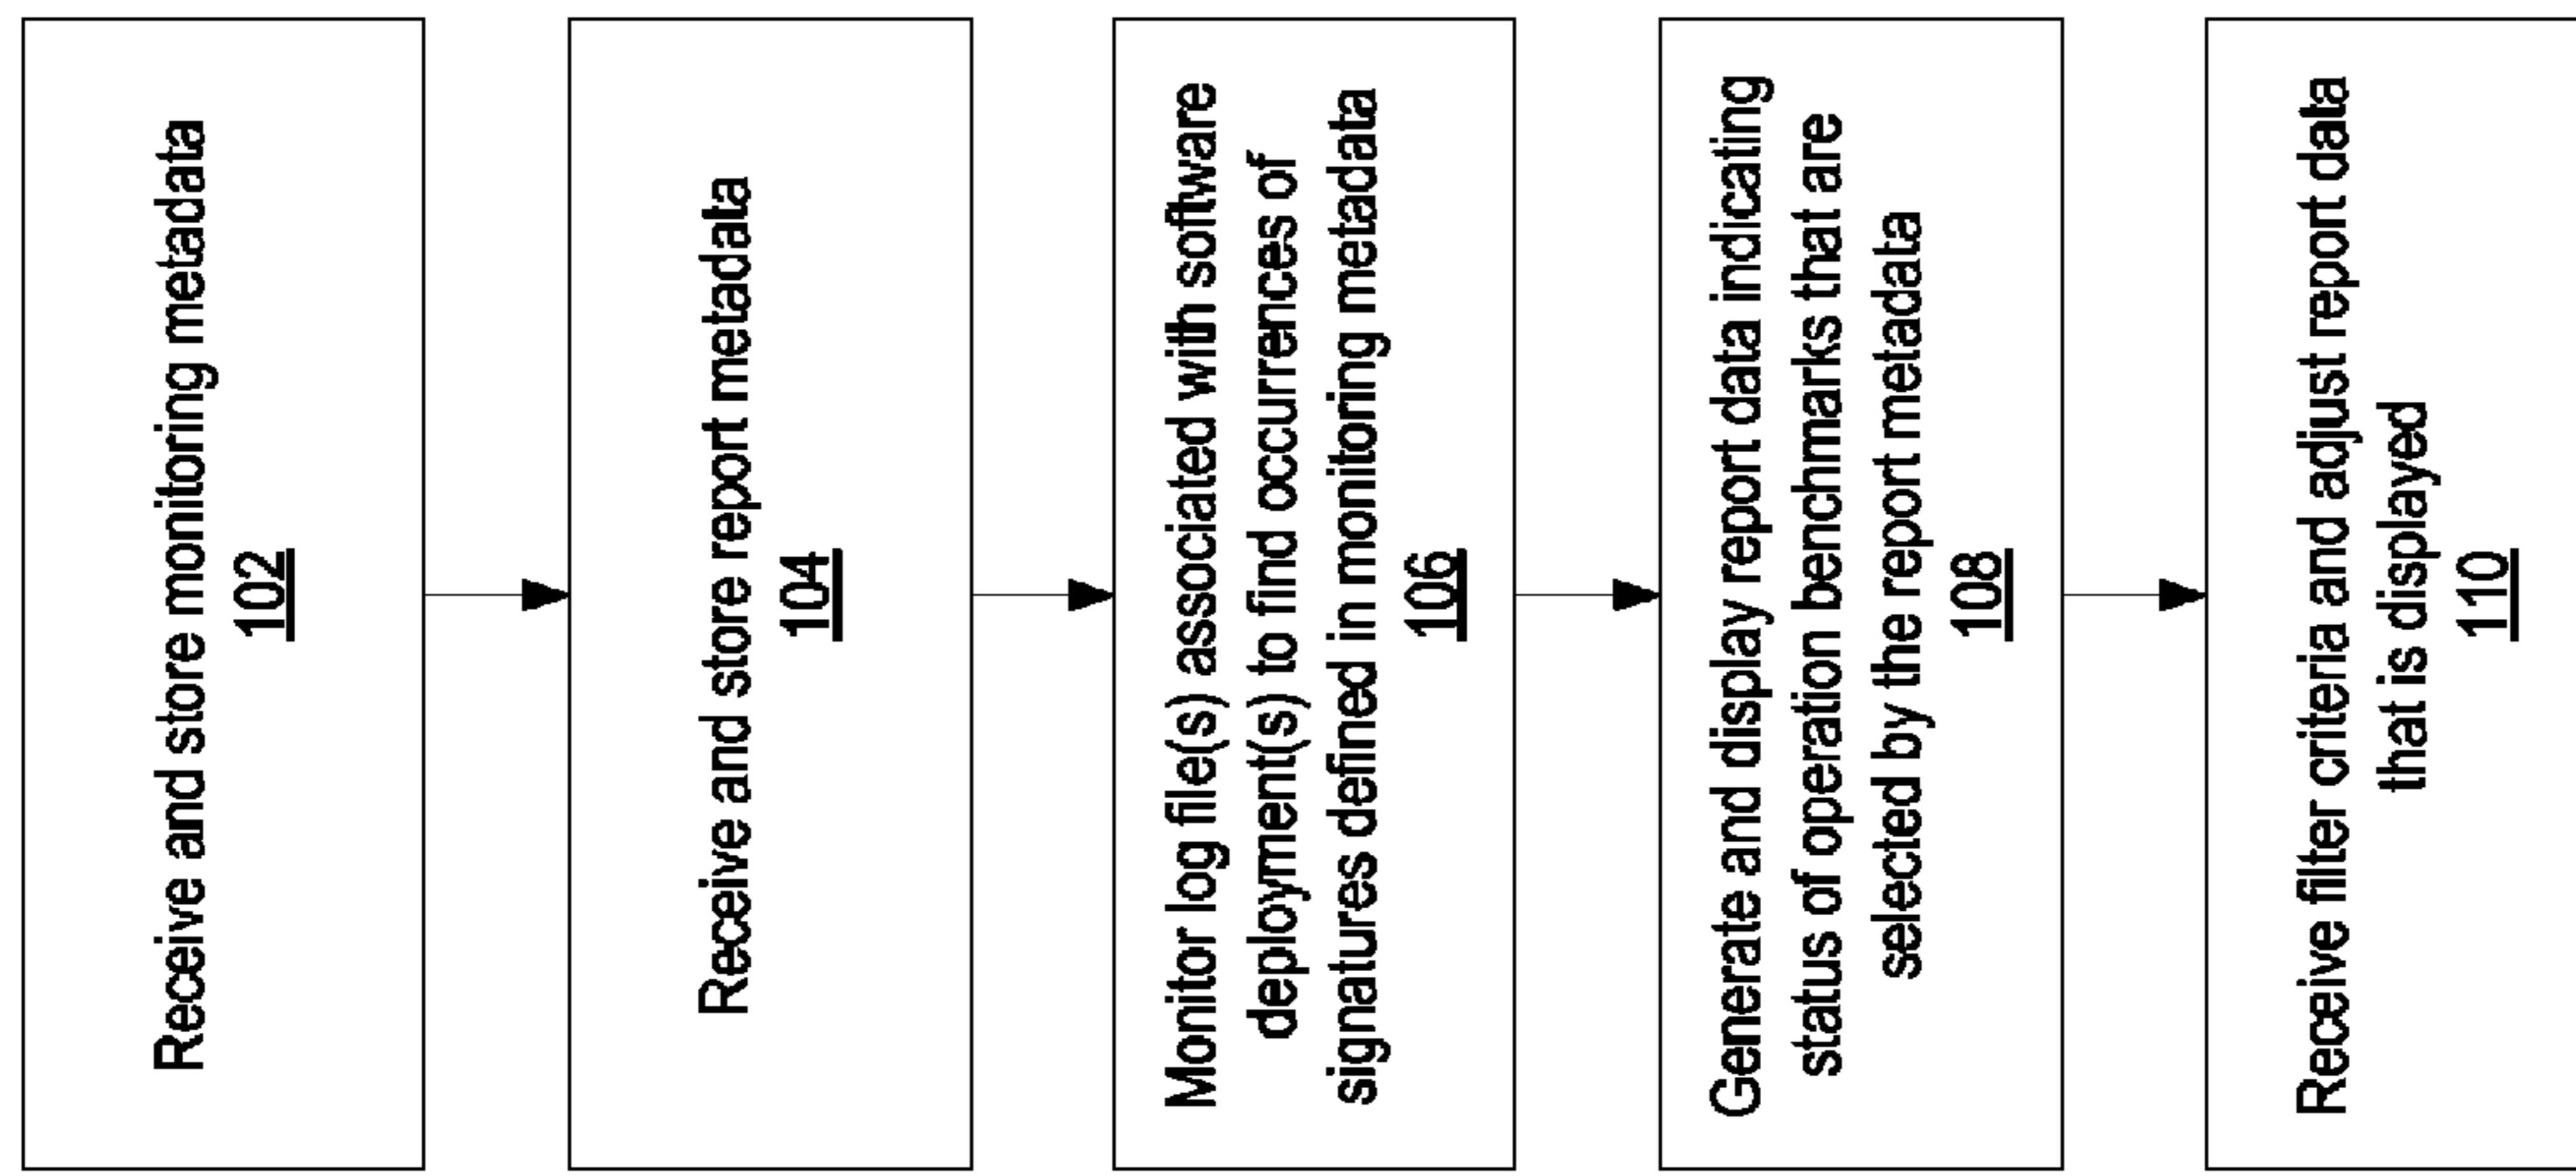 Receive and store monitoring metadata
102
Receive and store report metadata
104
Monitor log file(s) associated with software
deployment(s) to find occurrences of
signatures defined in monitoring metadata
106
Generate and display report data indicating
status of operation benchmarks that are
selected by the report metadata
108
Receive filter criteria and adjust report data
that is displayed
110